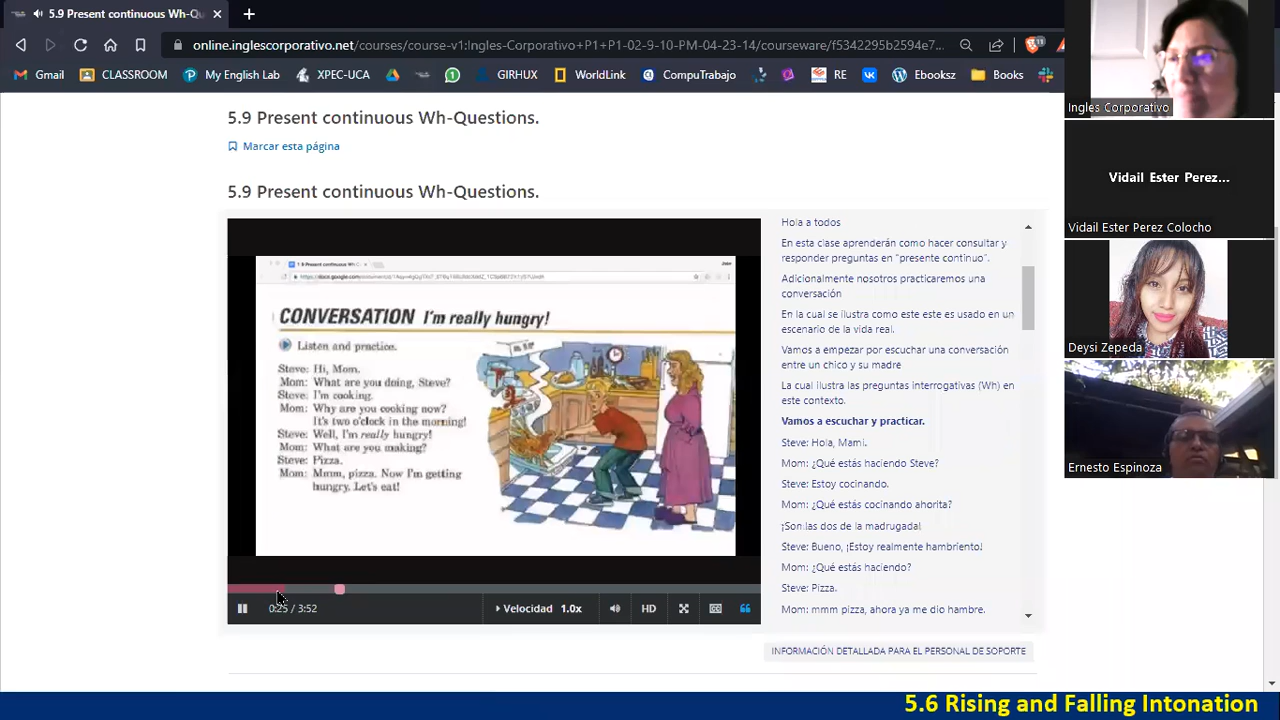 5.9 Present continuous Wh-Qu
online.inglescorporativo.net/courses/course-v1:Ingles-Corporativo+P1+P1-02-9-10-PM-04-23-14/courseware/f5342295b2594e7...
11
Gmail
CLASSROOM
My English Lab
XPEC-UCA
GIRHUX
WorldLink
CompuTrabajo
RE
Ebooksz
Books
5.9 Present continuous Wh-Questions.
Marcar esta página
5.9 Present continuous Wh-Questions.
CONVERSATION I'm really hungry!
Listen and practice.
Steve: Hi, Mom.
Mom: What are you doing, Steve?
Steve: I'm cooking.
Mom: Why are you cooking now?
It's two o'clock in the morning!
Steve: Well, I'm really hungry!
Mom: What are you making?
Steve: Pizza.
Mom: Mmm, pizza. Now I'm getting
hungry. Let's eat!
0:25 / 3:52
Velocidad 1.0x
HD
Hola a todos
En esta clase aprenderán como hacer consultar y
responder preguntas en "presente continuo".
Adicionalmente nosotros practicaremos una
conversación
En la cual se ilustra como este este es usado en un
escenario de la vida real.
Vamos a empezar por escuchar una conversación
entre un chico y su madre
La cual ilustra las preguntas interrogativas (Wh) en
este contexto.
Vamos a escuchar y practicar.
Steve: Hola, Mami.
Mom: ¿Qué estás haciendo Steve?
Steve: Estoy cocinando.
Mom: ¿Qué estás cocinando ahorita?
¡Son las dos de la madrugada!
Steve: Bueno, ¡Estoy realmente hambriento!
Mom: ¿Qué estás haciendo?
Steve: Pizza.
Mom: mmm pizza, ahora ya me dio hambre.
INFORMACIÓN DETALLADA PARA EL PERSONAL DE SOPORTE
Ingles Corporativo
Vidail Ester Perez...
Vidail Ester Perez Colocho
Deysi Zepeda
Ernesto Espinoza
5.6 Rising and Falling Intonation